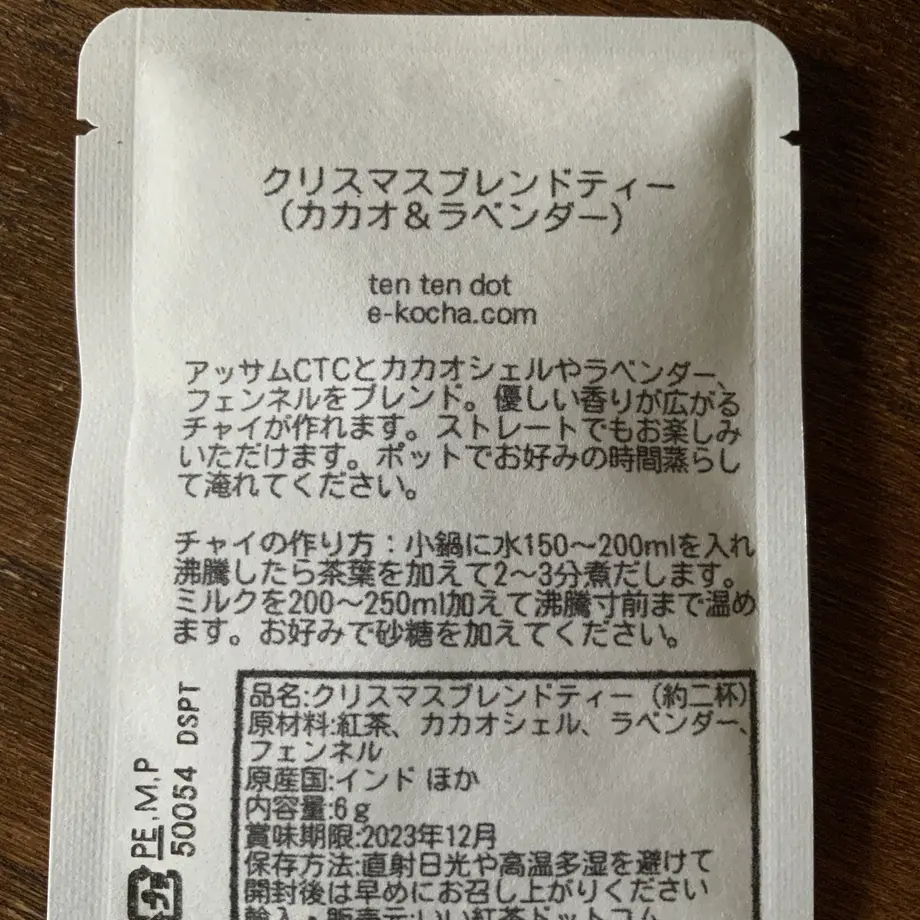 クリスマスブレンドティー
(カカオ&ラベンダー)
ten ten dot
e-kocha.com
アッサムCTCとカカオシェルやラベンダー、
フェンネルをブレンド。優しい香りが広がる
チャイが作れます。ストレートでもお楽しみ
いただけます。ポットでお好みの時間蒸らし
て淹れてください。
チャイの作り方：小鍋に水150〜200mlを入れ
沸騰したら茶葉を加えて2〜3分煮だします。
ミルクを200〜250ml加えて沸騰寸前まで温め
ます。お好みで砂糖を加えてください。
品名:クリスマスブレンドティー（約二杯）
原材料:紅茶、カカオシェル、ラベンダー、
フェンネル
原産国:インド ほか
内容量:6g
賞味期限:2023年12月
保存方法:直射日光や高温多湿を避けて
開封後は早めにお召し上がりください
輸入・販売元:いい紅茶ドットコム
PE,M,P
50054 DSPT
プラ